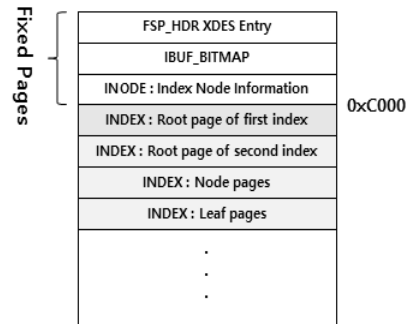 Fixed Pages
FSP_HDR XDES Entry
IBUF_BITMAP
INODE : Index Node Information
0xC000
INDEX : Root page of first index
INDEX : Root page of second index
INDEX : Node pages
INDEX : Leaf pages
.
.
.